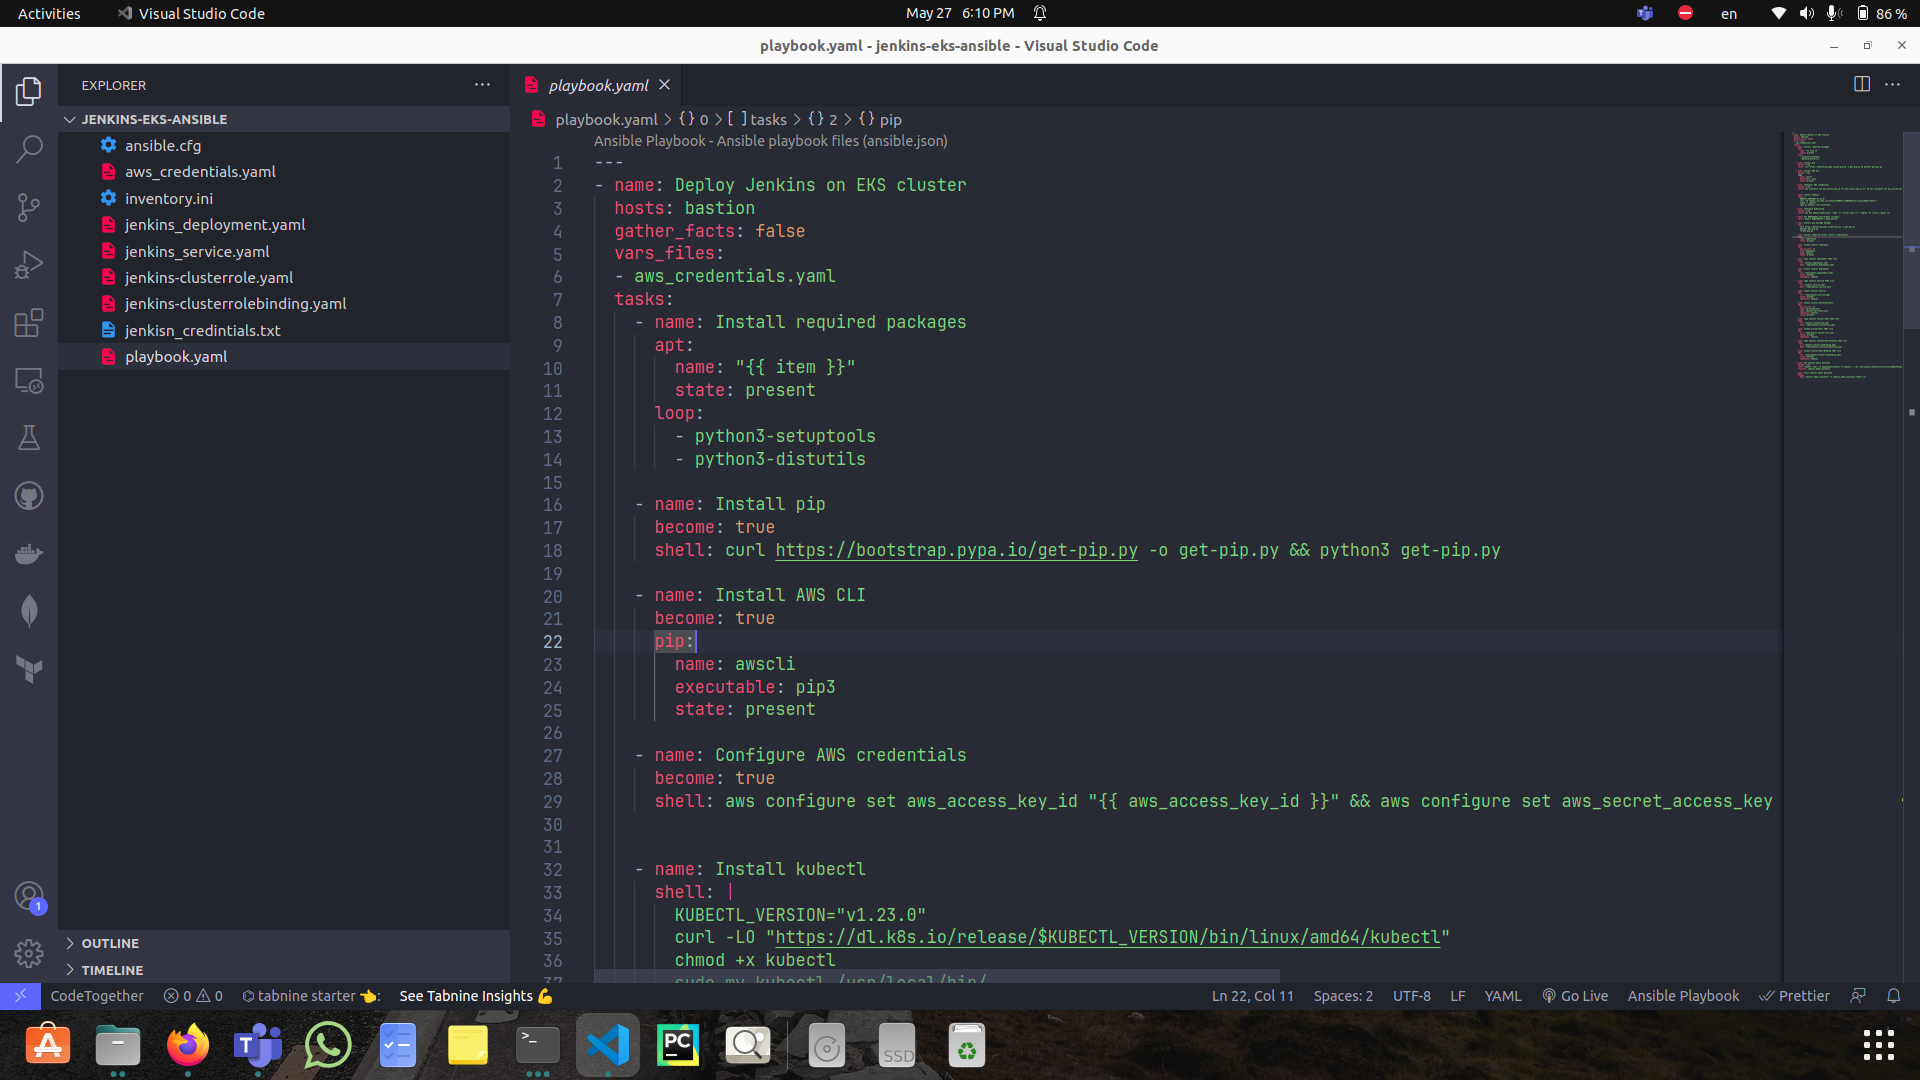 Activities
Visual Studio Code
May 27 6:10 PM
en
86 %
playbook.yaml - jenkins-eks-ansible - Visual Studio Code
EXPLORER
JENKINS-EKS-ANSIBLE
ansible.cfg
aws_credentials.yaml
inventory.ini
jenkins_deployment.yaml
jenkins_service.yaml
jenkins-clusterrole.yaml
jenkins-clusterrolebinding.yaml
jenkisn_credintials.txt
playbook.yaml
OUTLINE
TIMELINE
1
playbook.yaml
playbook.yaml > {} 0 > [ ] tasks > {} 2 > {} pip
Ansible Playbook - Ansible playbook files (ansible.json)
1 ---
2 - name: Deploy Jenkins on EKS cluster
3 hosts: bastion
4 gather_facts: false
5 vars_files:
6 - aws_credentials.yaml
7 tasks:
8 - name: Install required packages
9 apt:
10 name: "{{ item }}"
11 state: present
12 loop:
13 - python3-setuptools
14 - python3-distutils
15
16 - name: Install pip
17 become: true
18 shell: curl https://bootstrap.pypa.io/get-pip.py -o get-pip.py && python3 get-pip.py
19
20 - name: Install AWS CLI
21 become: true
22 pip:
23 name: awscli
24 executable: pip3
25 state: present
26
27 - name: Configure AWS credentials
28 become: true
29 shell: aws configure set aws_access_key_id "{{ aws_access_key_id }}" && aws configure set aws_secret_access_key
30
31
32 - name: Install kubectl
33 shell: |
34 KUBECTL_VERSION="v1.23.0"
35 curl -LO "https://dl.k8s.io/release/$KUBECTL_VERSION/bin/linux/amd64/kubectl"
36 chmod +x kubectl
37 sudo mv kubectl /usr/local/bin/
CodeTogether
0 0
tabnine starter 👈:
See Tabnine Insights 💪
Ln 22, Col 11
Spaces: 2
UTF-8
LF
YAML
Go Live
Ansible Playbook
Prettier
A
T
>_
PC
SSD